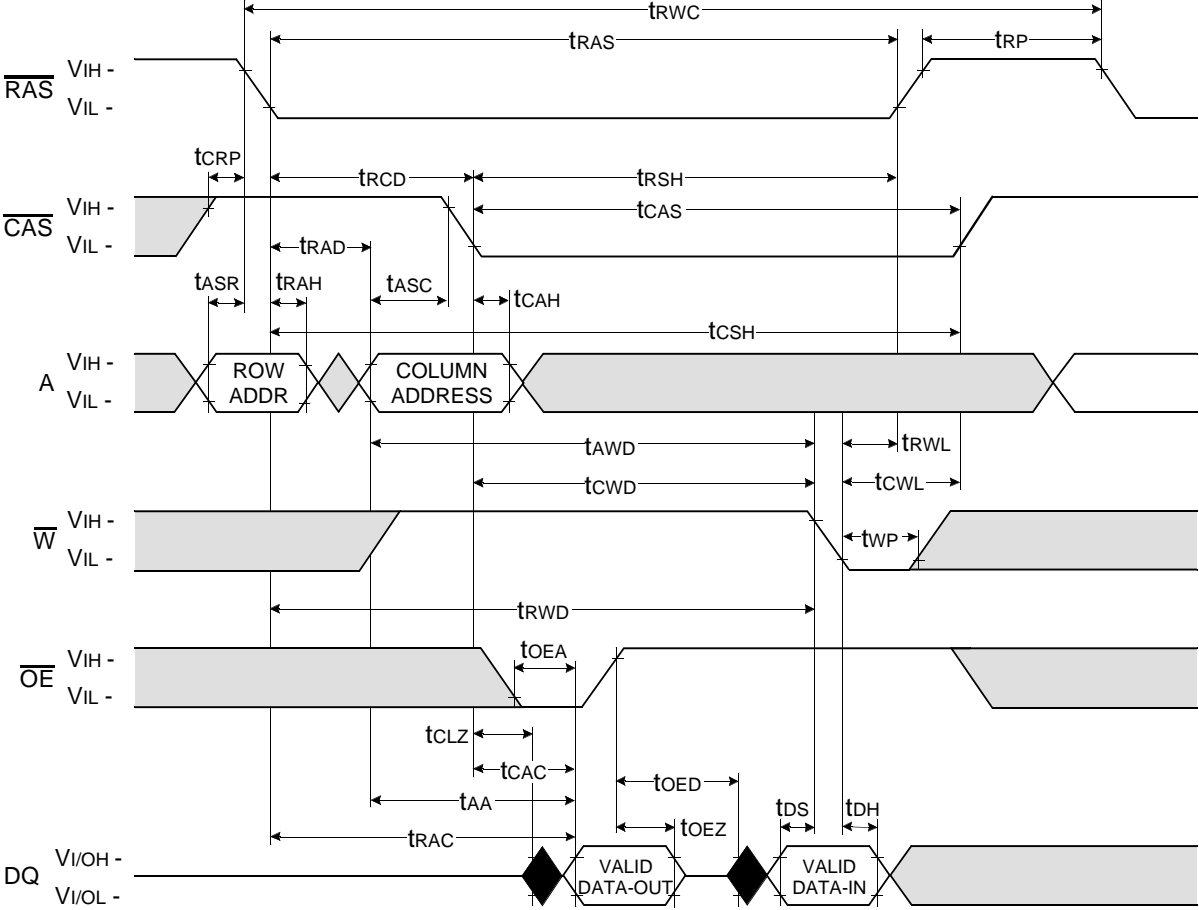 tRWC
tRAS
tRP
RAS
VIH -
VIL -
tCRP
tRCD
tRSH
CAS
VIH -
VIL -
tCAS
tRAD
tASR
tRAH
tASC
tCAH
tCSH
A
VIH -
VIL -
ROW
ADDR
COLUMN
ADDRESS
tAWD
tRWL
tCWD
tCWL
W
VIH -
VIL -
tWP
tRWD
OE
VIH -
VIL -
tOEA
tCLZ
tCAC
tOED
tAA
tOEZ
tDS
tDH
tRAC
DQ
VI/OH -
VI/OL -
VALID
DATA-OUT
VALID
DATA-IN